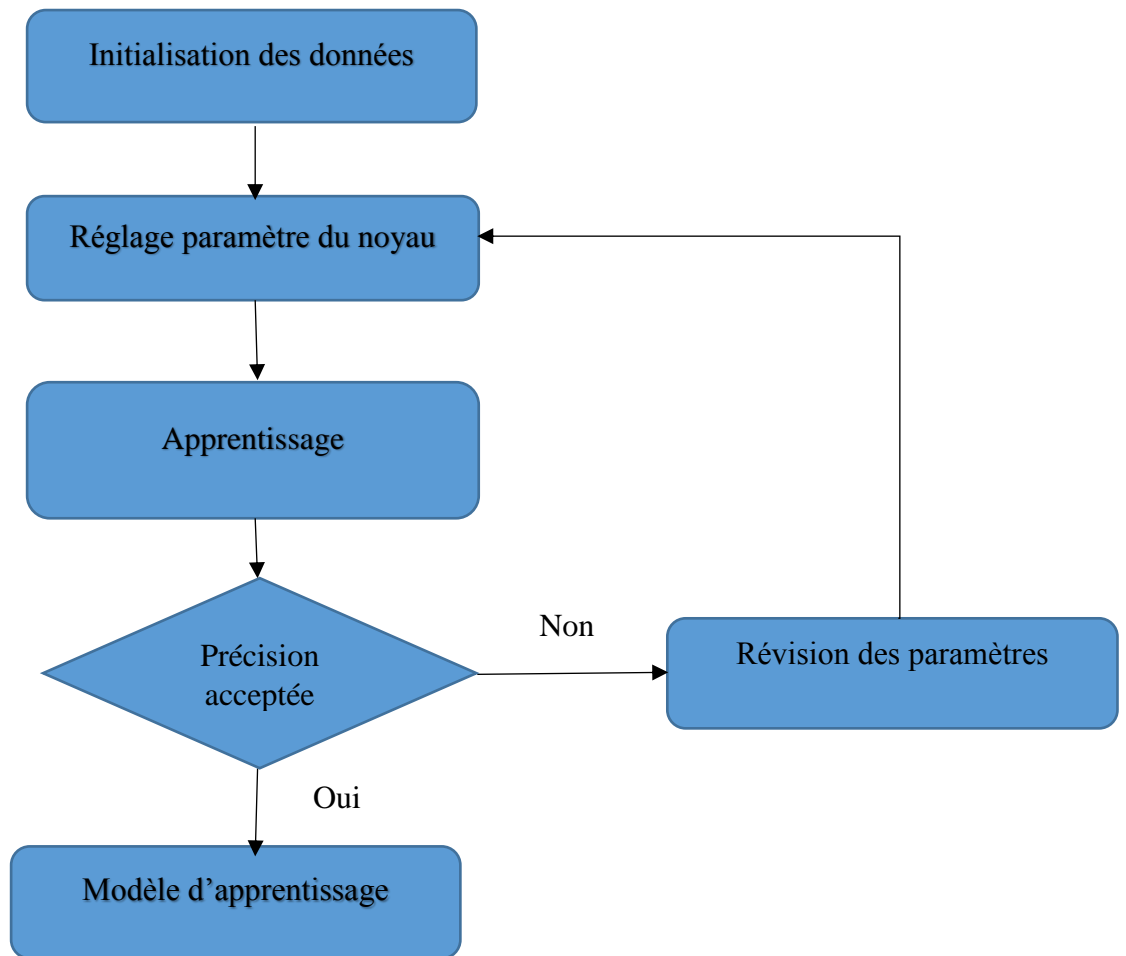 Initialisation des données
Réglage paramètre du noyau
Apprentissage
Précision
acceptée
Non
Révision des paramètres
Oui
Modèle d’apprentissage